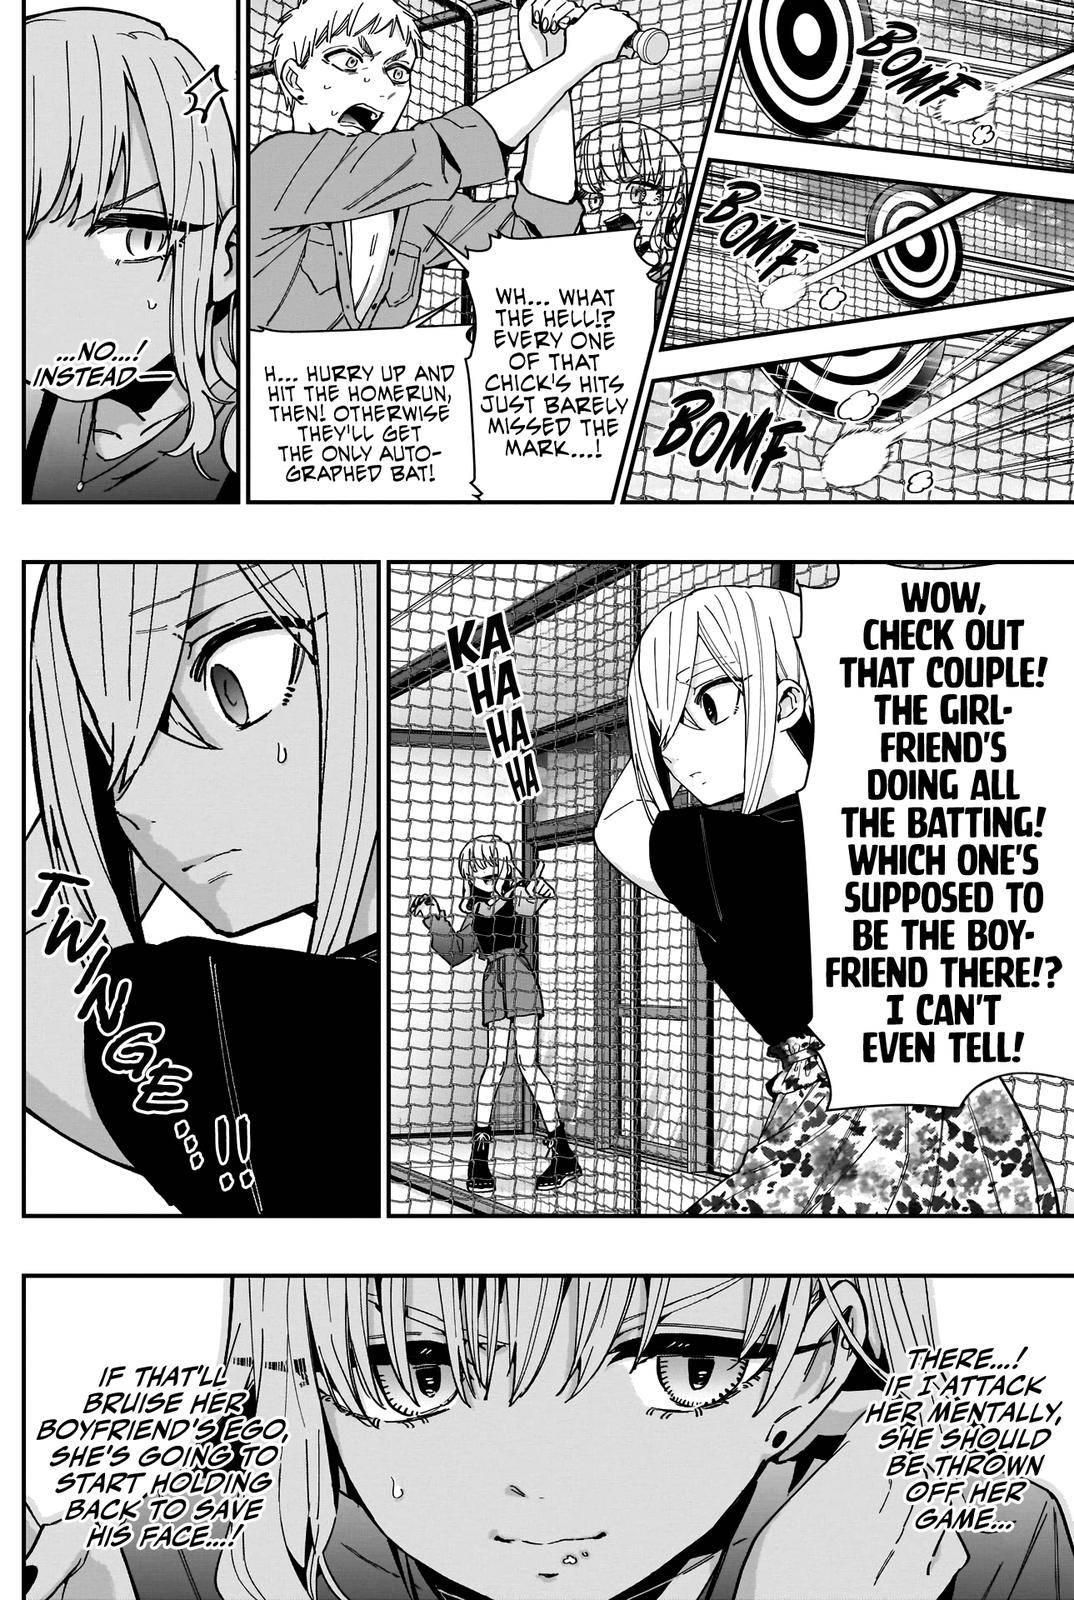 BOMF
BOMF
BOMF
WH... WHAT
THE HELL!?
EVERY ONE
OF THAT
CHICK'S HITS
JUST BARELY
MISSED THE
MARK...!
H... HURRY UP AND
HIT THE HOMERUN,
THEN! OTHERWISE
THEY'LL GET
THE ONLY AUTO-
GRAPHED BAT!
...NO...!
INSTEAD—
WOW,
CHECK OUT
THAT COUPLE!
THE GIRL-
FRIEND'S
DOING ALL
THE BATTING!
WHICH ONE'S
SUPPOSED TO
BE THE BOY-
FRIEND THERE!?
I CAN'T
EVEN TELL!
KA
HA
HA
HA
TWINGE...!!
THERE...!
IF I ATTACK
HER MENTALLY,
SHE SHOULD
BE THROWN
OFF HER
GAME...
IF THAT'LL
BRUISE HER
BOYFRIEND'S EGO,
SHE'S GOING TO
START HOLDING
BACK TO SAVE
HIS FACE...!